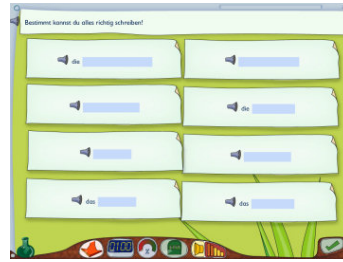 Bestimmt kannst du alles richtig schreiben!
die
die
das
das